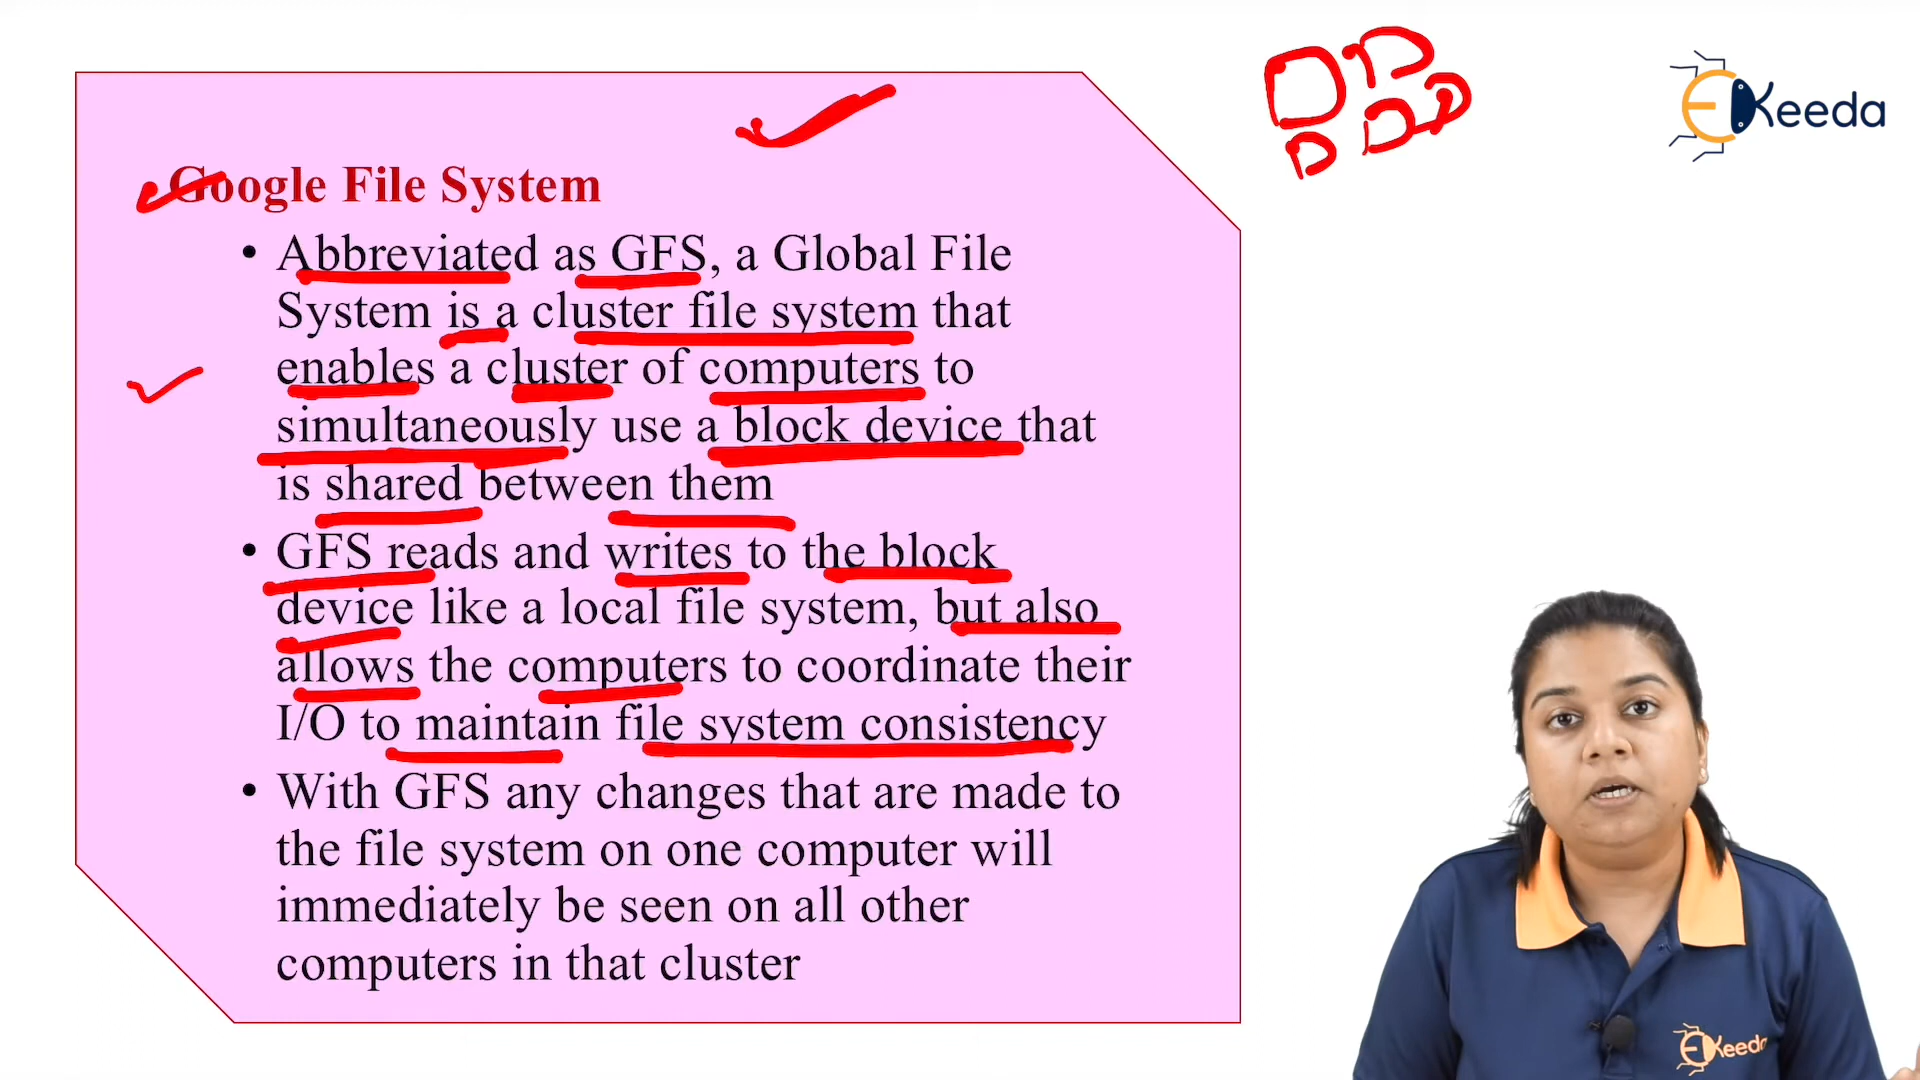 EKeeda
Google File System
• Abbreviated as GFS, a Global File
System is a cluster file system that
enables a cluster of computers to
simultaneously use a block device that
is shared between them
• GFS reads and writes to the block
device like a local file system, but also
allows the computers to coordinate their
I/O to maintain file system consistency
• With GFS any changes that are made to
the file system on one computer will
immediately be seen on all other
computers in that cluster
EKeeda